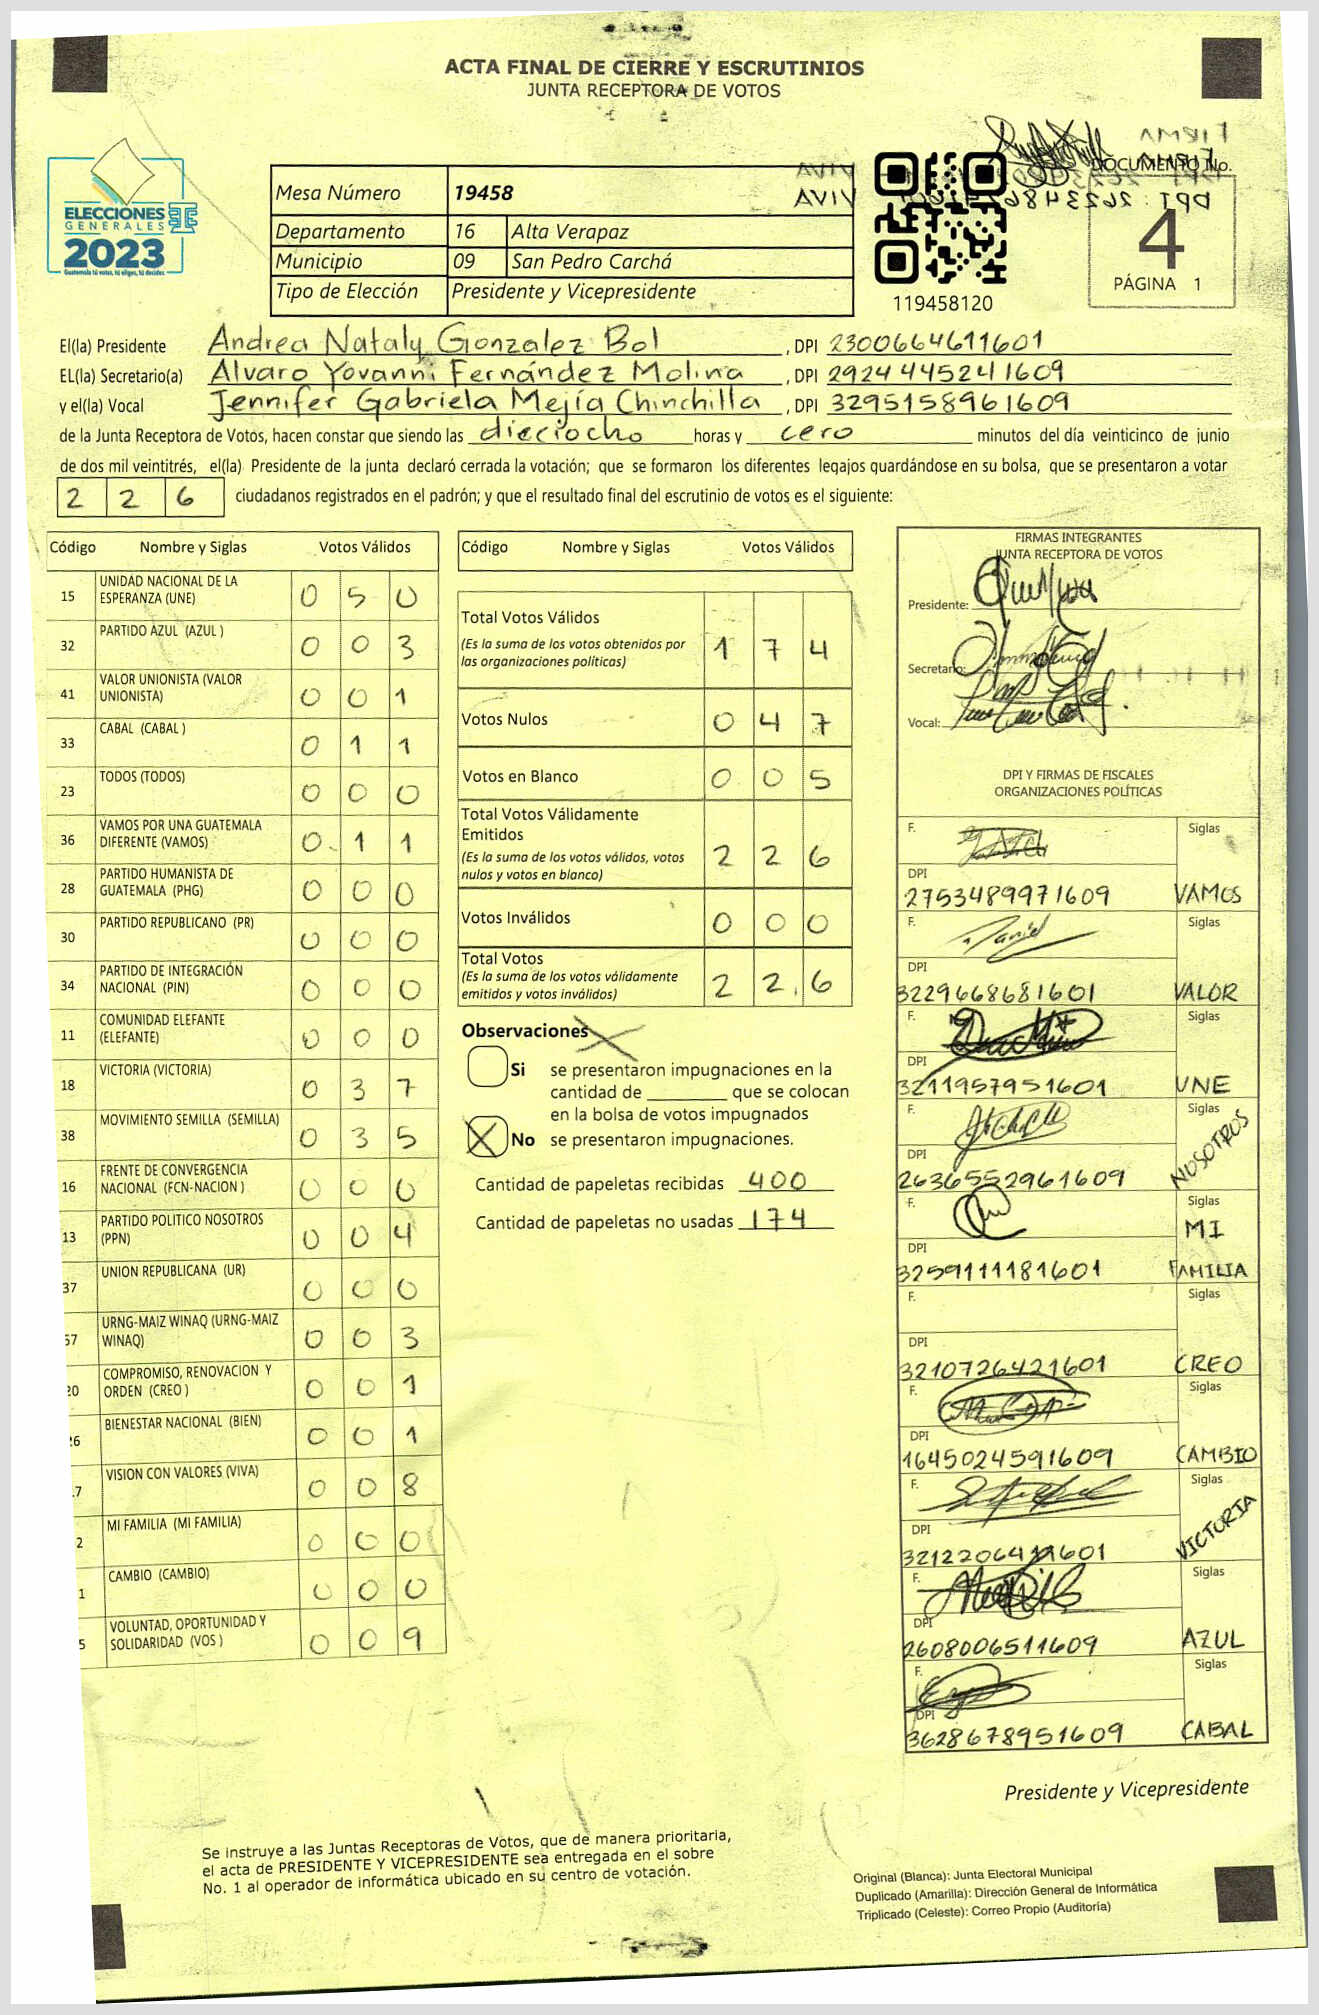 ACTA FINAL DE CIERRE Y ESCRUTINIOS
JUNTA RECEPTORA DE VOTOS
ELECCIONES
GENERALES
2023
Guatemala tú votas, tú eliges, tú decides
Mesa Número 19458
Departamento 16 Alta Verapaz
Municipio 09 San Pedro Carchá
Tipo de Elección Presidente y Vicepresidente
119458120
DOCUMENTO No.
4
PÁGINA 1
El(la) Presidente Andrea Nataly Gonzalez Bol, DPI 2300664611601
EL(la) Secretario(a) Alvaro Yovanni Fernández Molina, DPI 2924445241609
y el(la) Vocal Jennifer Gabriela Mejía Chinchilla, DPI 3295158961609
de la Junta Receptora de Votos, hacen constar que siendo las dieciocho horas y cero minutos del día veinticinco de junio
de dos mil veintitrés, el(la) Presidente de la junta declaró cerrada la votación; que se formaron los diferentes legajos guardándose en su bolsa, que se presentaron a votar
2 2 6 ciudadanos registrados en el padrón; y que el resultado final del escrutinio de votos es el siguiente:
Código Nombre y Siglas Votos Válidos
15 UNIDAD NACIONAL DE LA ESPERANZA (UNE) 0 5 0
32 PARTIDO AZUL (AZUL ) 0 0 3
41 VALOR UNIONISTA (VALOR UNIONISTA) 0 0 1
33 CABAL (CABAL ) 0 1 1
23 TODOS (TODOS) 0 0 0
36 VAMOS POR UNA GUATEMALA DIFERENTE (VAMOS) 0 1 1
28 PARTIDO HUMANISTA DE GUATEMALA (PHG) 0 0 0
30 PARTIDO REPUBLICANO (PR) 0 0 0
34 PARTIDO DE INTEGRACIÓN NACIONAL (PIN) 0 0 0
11 COMUNIDAD ELEFANTE (ELEFANTE) 0 0 0
18 VICTORIA (VICTORIA) 0 3 7
38 MOVIMIENTO SEMILLA (SEMILLA) 0 3 5
16 FRENTE DE CONVERGENCIA NACIONAL (FCN-NACION ) 0 0 0
13 PARTIDO POLITICO NOSOTROS (PPN) 0 0 4
37 UNION REPUBLICANA (UR) 0 0 0
57 URNG-MAIZ WINAQ (URNG-MAIZ WINAQ) 0 0 3
20 COMPROMISO, RENOVACION Y ORDEN (CREO ) 0 0 1
26 BIENESTAR NACIONAL (BIEN) 0 0 1
7 VISION CON VALORES (VIVA) 0 0 8
2 MI FAMILIA (MI FAMILIA) 0 0 0
1 CAMBIO (CAMBIO) 0 0 0
5 VOLUNTAD, OPORTUNIDAD Y SOLIDARIDAD (VOS ) 0 0 9
Código Nombre y Siglas Votos Válidos
Total Votos Válidos
(Es la suma de los votos obtenidos por las organizaciones políticas) 1 7 4
Votos Nulos 0 4 7
Votos en Blanco 0 0 5
Total Votos Válidamente Emitidos
(Es la suma de los votos válidos, votos nulos y votos en blanco) 2 2 6
Votos Inválidos 0 0 0
Total Votos
(Es la suma de los votos válidamente emitidos y votos inválidos) 2 2 6
Observaciones
Si se presentaron impugnaciones en la
cantidad de ________ que se colocan
en la bolsa de votos impugnados
X No se presentaron impugnaciones.
Cantidad de papeletas recibidas 400
Cantidad de papeletas no usadas 174
FIRMAS INTEGRANTES
JUNTA RECEPTORA DE VOTOS
Presidente:
Secretario:
Vocal:
DPI Y FIRMAS DE FISCALES
ORGANIZACIONES POLÍTICAS
F. Siglas
DPI
2753489971609 VAMOS
F. Daniel Siglas
DPI
3229668681601 VALOR
F. Siglas
DPI
3211957951601 UNE
F. Siglas
DPI
2636552961609 NOSOTROS
F. Siglas
DPI
3259111181601 MI FAMILIA
F. Siglas
DPI
3210726421601 CREO
F. Siglas
DPI
1645024591609 CAMBIO
F. Siglas
DPI
3212206411601 VICTORIA
F. Siglas
DPI
2608006511609 AZUL
F. Siglas
DPI
3628678951609 CABAL
Presidente y Vicepresidente
Se instruye a las Juntas Receptoras de Votos, que de manera prioritaria,
el acta de PRESIDENTE Y VICEPRESIDENTE sea entregada en el sobre
No. 1 al operador de informática ubicado en su centro de votación.
Original (Blanca): Junta Electoral Municipal
Duplicado (Amarilla): Dirección General de Informática
Triplicado (Celeste): Correo Propio (Auditoría)